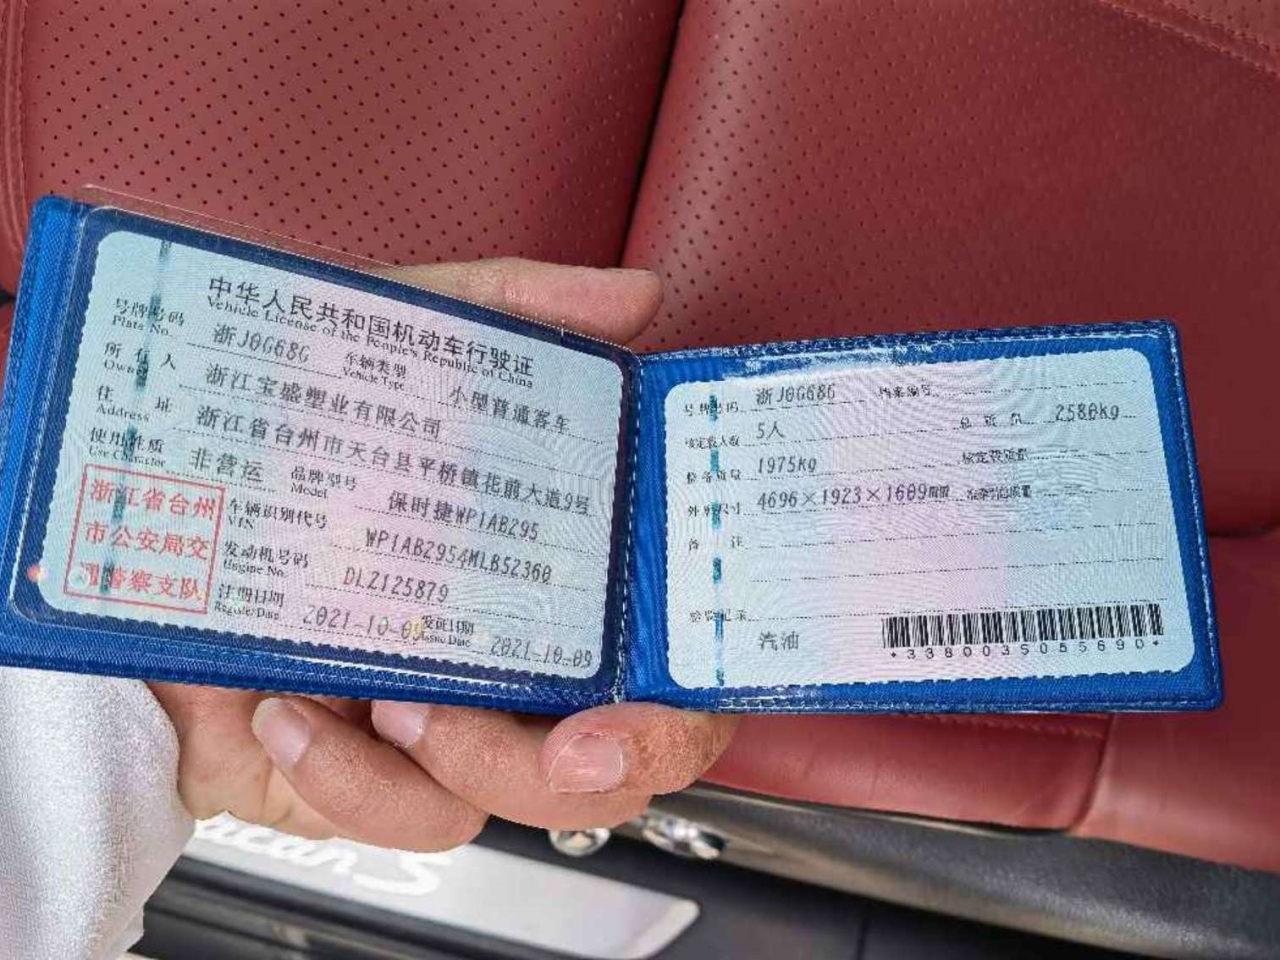 中华人民共和国机动车行驶证
Vehicle License of the People's Republic of China
号牌号码 浙J0G68G 车辆类型 小型普通客车
Plate No. Vehicle Type
所有人 浙江宝盛塑业有限公司
Owner
住址 浙江省台州市天台县平桥镇花前大道9号
Address
使用性质 非营运 品牌型号 保时捷WP1AB295
Use Character Model
浙江省台州
市公安局交
警察支队
车辆识别代号 WP1AB2954MLB52360
VIN
发动机号码 DL2125879
Engine No.
注册日期 2021-10-09 发证日期 2021-10-09
Register Date Issue Date
号牌号码 浙J0G68G 档案编号
核定载人数 5人 总质量 2580kg
整备质量 1975kg 核定载质量
外廓尺寸 4696×1923×1609mm
备注
检验记录
汽油
*3380035055690*
acan S